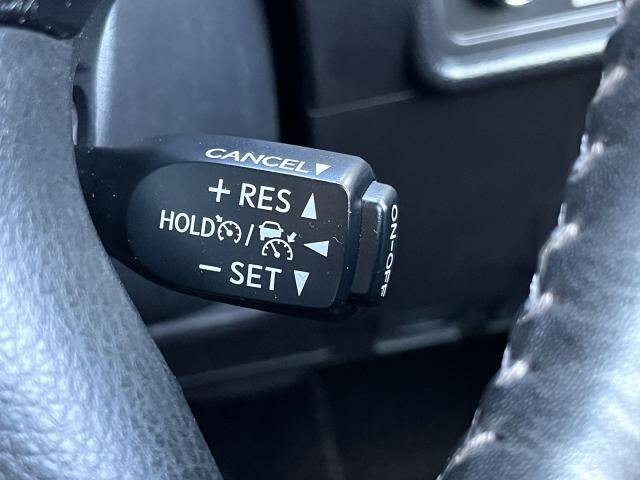 CANCEL▼
+ RES ▲
HOLD / ◀
− SET ▼
ON-OFF